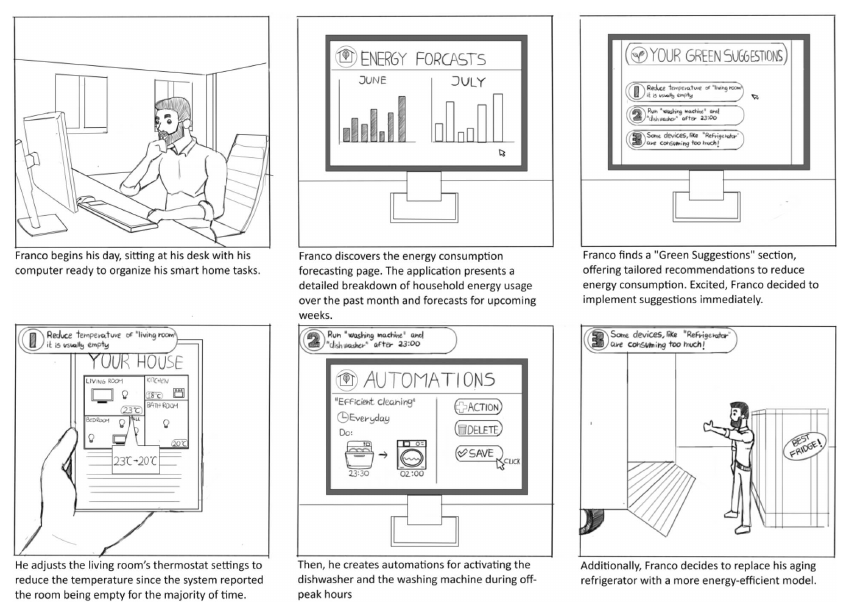 ENERGY FORCASTS
JUNE
JULY
YOUR GREEN SUGGESTIONS
1 Reduce temperature of "living room"
it is usually empty
2 Run "washing machine" and
"dishwasher" after 23:00
3 Some devices, like "Refrigerator"
are consuming too much!
Franco begins his day, sitting at his desk with his
computer ready to organize his smart home tasks.
Franco discovers the energy consumption
forecasting page. The application presents a
detailed breakdown of household energy usage
over the past month and forecasts for upcoming
weeks.
Franco finds a "Green Suggestions" section,
offering tailored recommendations to reduce
energy consumption. Excited, Franco decided to
implement suggestions immediately.
1 Reduce temperature of "living room"
it is usually empty
YOUR HOUSE
LIVING ROOM
KITCHEN
18°C
23°C
BATHROOM
BEDROOM
20°C
23°C→20°C
2 Run "washing machine" and
"dishwasher" after 23:00
AUTOMATIONS
"Efficient cleaning"
Everyday
Do:
23:30
02:00
ACTION
DELETE
SAVE
CLICK
3 Some devices, like "Refrigerator"
are consuming too much!
BEST
FRIDGE!
He adjusts the living room's thermostat settings to
reduce the temperature since the system reported
the room being empty for the majority of time.
Then, he creates automations for activating the
dishwasher and the washing machine during off-
peak hours
Additionally, Franco decides to replace his aging
refrigerator with a more energy-efficient model.